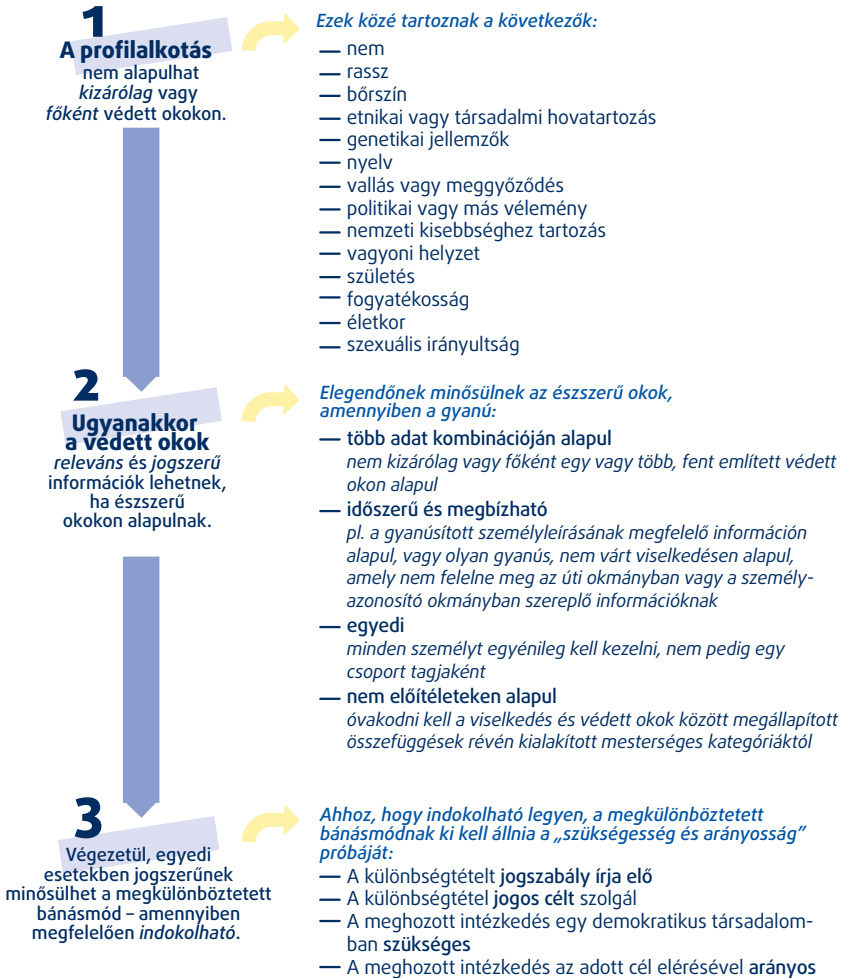 1
A profilalkotás
nem alapulhat
kizárólag vagy
főként védett okokon.
Ezek közé tartoznak a következők:
— nem
— rassz
— bőrszín
— etnikai vagy társadalmi hovatartozás
— genetikai jellemzők
— nyelv
— vallás vagy meggyőződés
— politikai vagy más vélemény
— nemzeti kisebbséghez tartozás
— vagyoni helyzet
— születés
— fogyatékosság
— életkor
— szexuális irányultság
2
Ugyanakkor
a védett okok
releváns és jogszerű
információk lehetnek,
ha észszerű
okokon alapulnak.
Elegendőnek minősülnek az észszerű okok,
amennyiben a gyanú:
— több adat kombinációján alapul
nem kizárólag vagy főként egy vagy több, fent említett védett
okon alapul
— időszerű és megbízható
pl. a gyanúsított személyleírásának megfelelő információn
alapul, vagy olyan gyanús, nem várt viselkedésen alapul,
amely nem felelne meg az úti okmányban vagy a személy-
azonosító okmányban szereplő információknak
— egyedi
minden személyt egyénileg kell kezelni, nem pedig egy
csoport tagjaként
— nem előítéleteken alapul
óvakodni kell a viselkedés és védett okok között megállapított
összefüggések révén kialakított mesterséges kategóriáktól
3
Végezetül, egyedi
esetekben jogszerűnek
minősülhet a megkülönböztetett
bánásmód – amennyiben
megfelelően indokolható.
Ahhoz, hogy indokolható legyen, a megkülönböztetett
bánásmódnak ki kell állnia a „szükségesség és arányosság”
próbáját:
— A különbségtételt jogszabály írja elő
— A különbségtétel jogos célt szolgál
— A meghozott intézkedés egy demokratikus társadalom-
ban szükséges
— A meghozott intézkedés az adott cél elérésével arányos